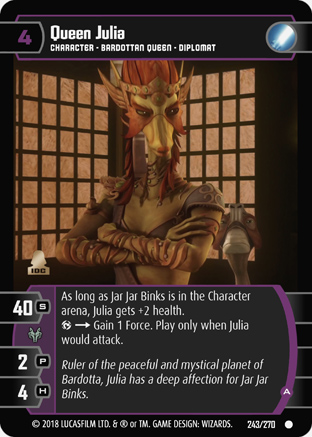 4 Queen Julia
CHARACTER • BARDOTTAN QUEEN • DIPLOMAT
IDC
40 S
As long as Jar Jar Binks is in the Character
arena, Julia gets +2 health.
→ Gain 1 Force. Play only when Julia
would attack.
2 P
4 H
Ruler of the peaceful and mystical planet of
Bardotta, Julia has a deep affection for Jar Jar
Binks.
A
© 2018 LUCASFILM LTD. & ® or TM. GAME DESIGN: WIZARDS. 243/270